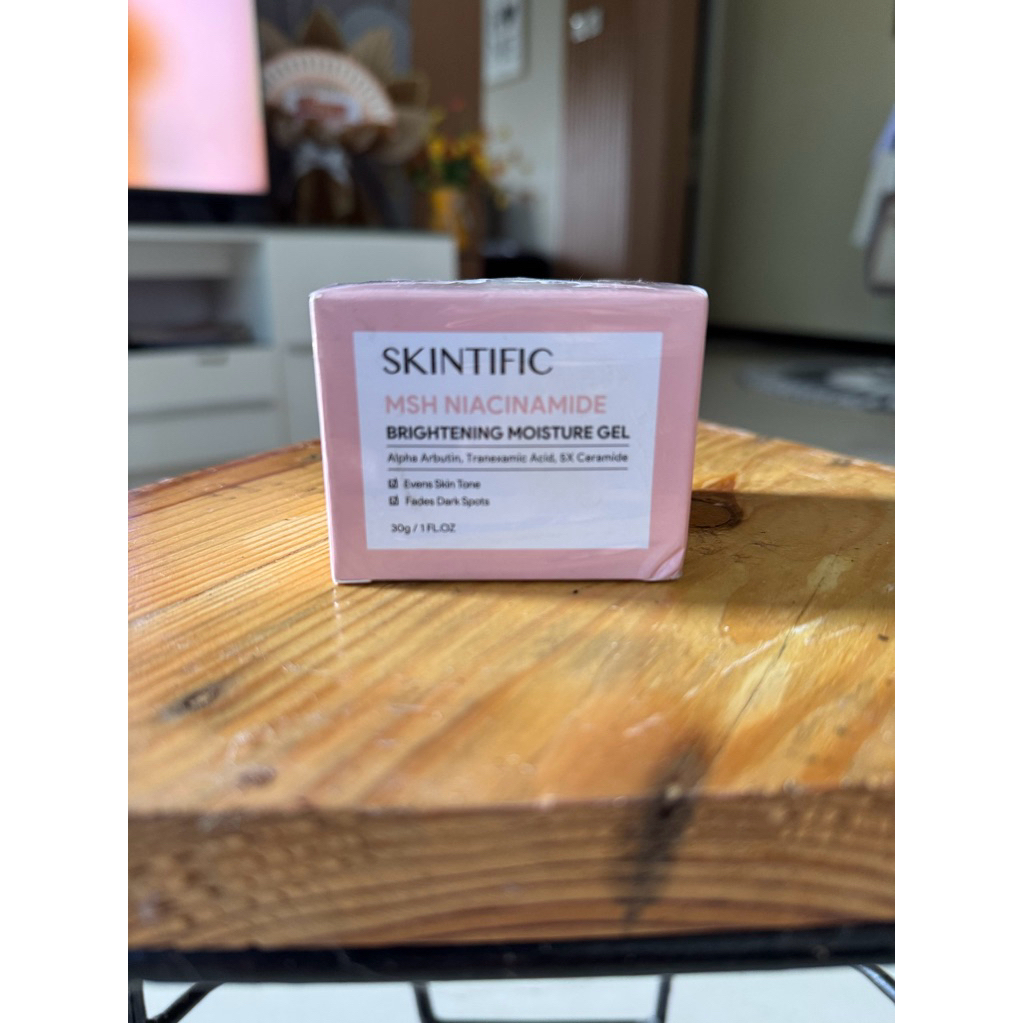 SKINTIFIC
MSH NIACINAMIDE
BRIGHTENING MOISTURE GEL
Alpha Arbutin, Tranexamic Acid, 5X Ceramide
Evens Skin Tone
Fades Dark Spots
30g / 1 FL.OZ